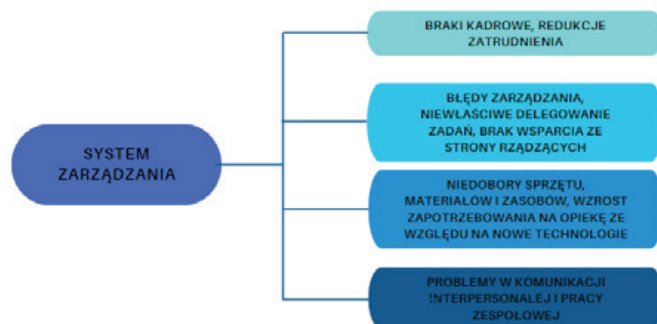 BRAKI KADROWE, REDUKCJE
ZATRUDNIENIA
BŁĘDY ZARZĄDZANIA,
NIEWŁAŚCIWE DELEGOWANIE
ZADAŃ, BRAK WSPARCIA ZE
STRONY RZĄDZĄCYCH
SYSTEM
ZARZĄDZANIA
NIEDOBORY SPRZĘTU,
MATERIAŁÓW I ZASOBÓW, WZROST
ZAPOTRZEBOWANIA NA OPIEKĘ ZE
WZGLĘDU NA NOWE TECHNOLOGIE
PROBLEMY W KOMUNIKACJI
INTERPERSONALEJ I PRACY
ZESPOŁOWEJ